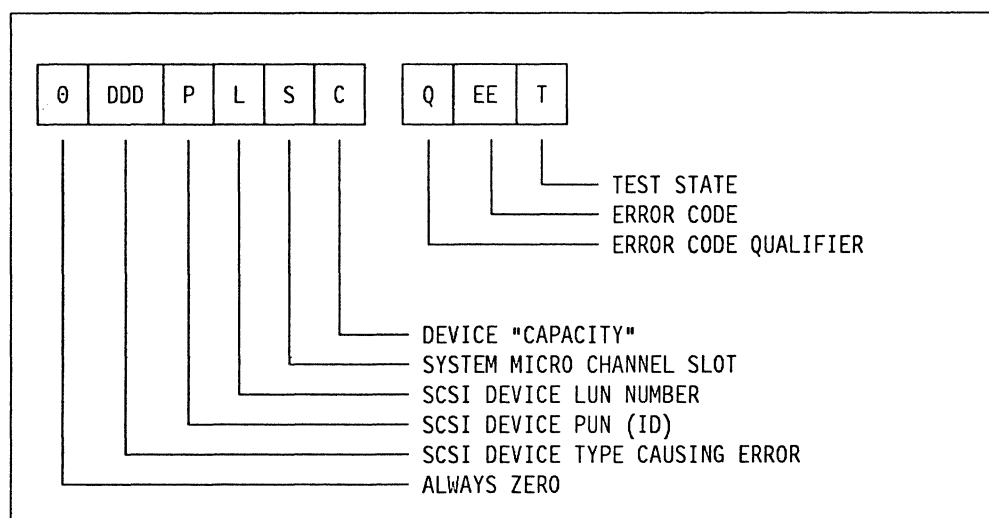 0 DDD P L S C Q EE T
TEST STATE
ERROR CODE
ERROR CODE QUALIFIER
DEVICE "CAPACITY"
SYSTEM MICRO CHANNEL SLOT
SCSI DEVICE LUN NUMBER
SCSI DEVICE PUN (ID)
SCSI DEVICE TYPE CAUSING ERROR
ALWAYS ZERO